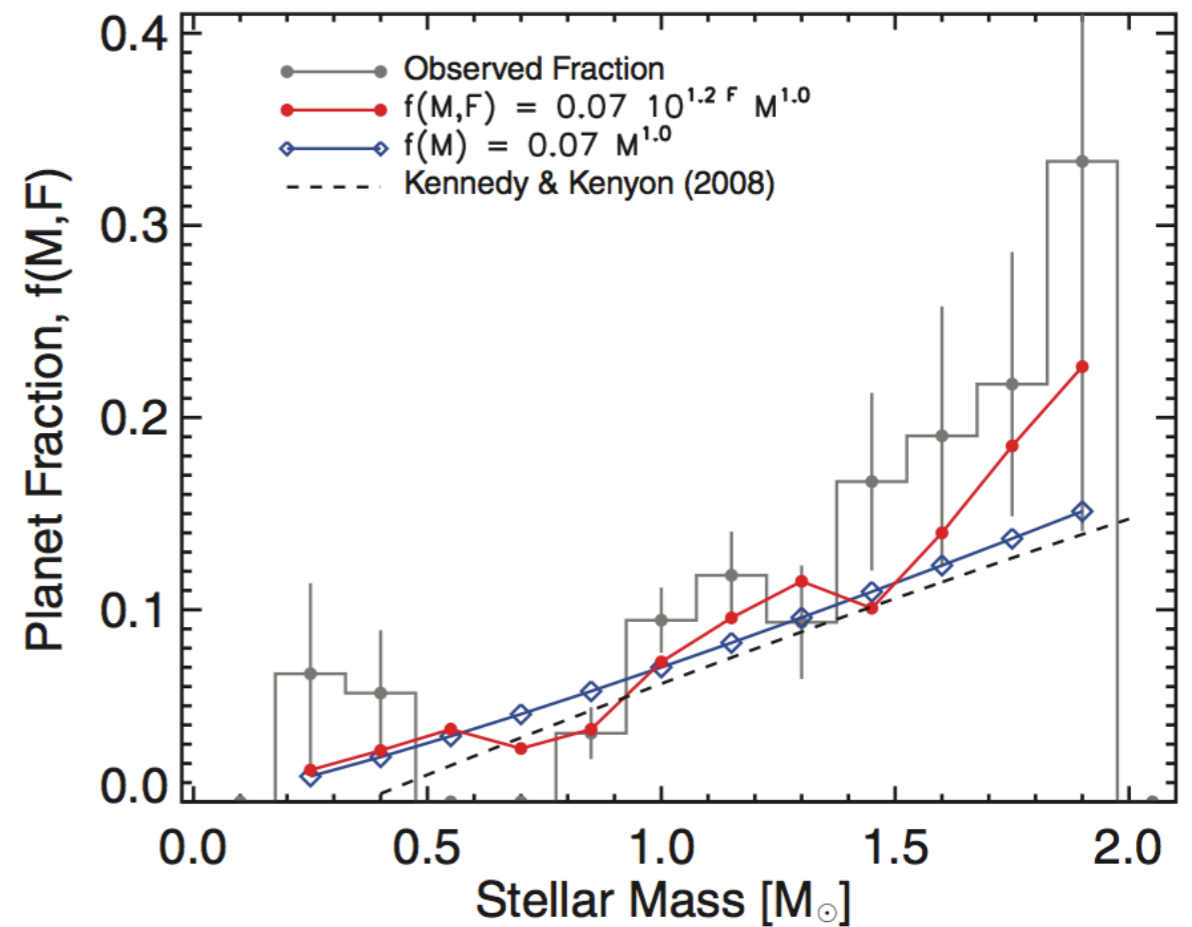 0.4
0.3
0.2
0.1
0.0
Planet Fraction, f(M,F)
Observed Fraction
f(M,F) = 0.07 10^1.2 F M^1.0
f(M) = 0.07 M^1.0
Kennedy & Kenyon (2008)
0.0 0.5 1.0 1.5 2.0
Stellar Mass [M☉]